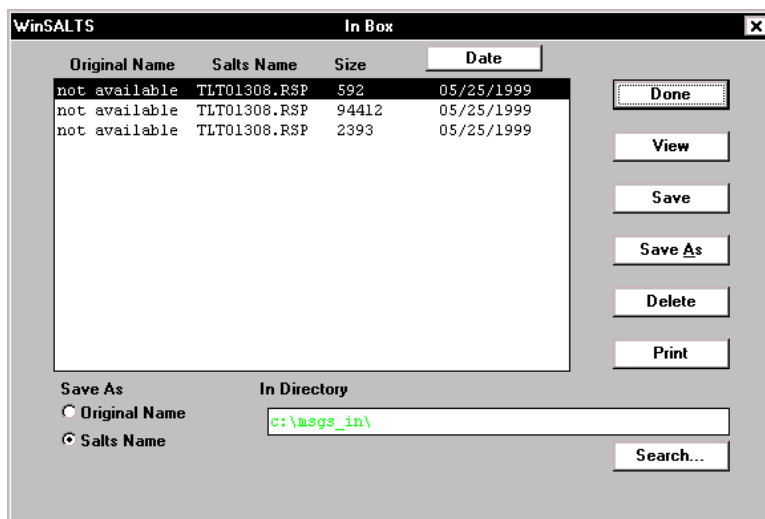 WinSALTS In Box
Original Name Salts Name Size Date
not available TLT01308.RSP 592 05/25/1999
not available TLT01308.RSP 94412 05/25/1999
not available TLT01308.RSP 2393 05/25/1999
Done
View
Save
Save As
Delete
Print
Save As In Directory
Original Name
c:\msgs_in\
Salts Name
Search...